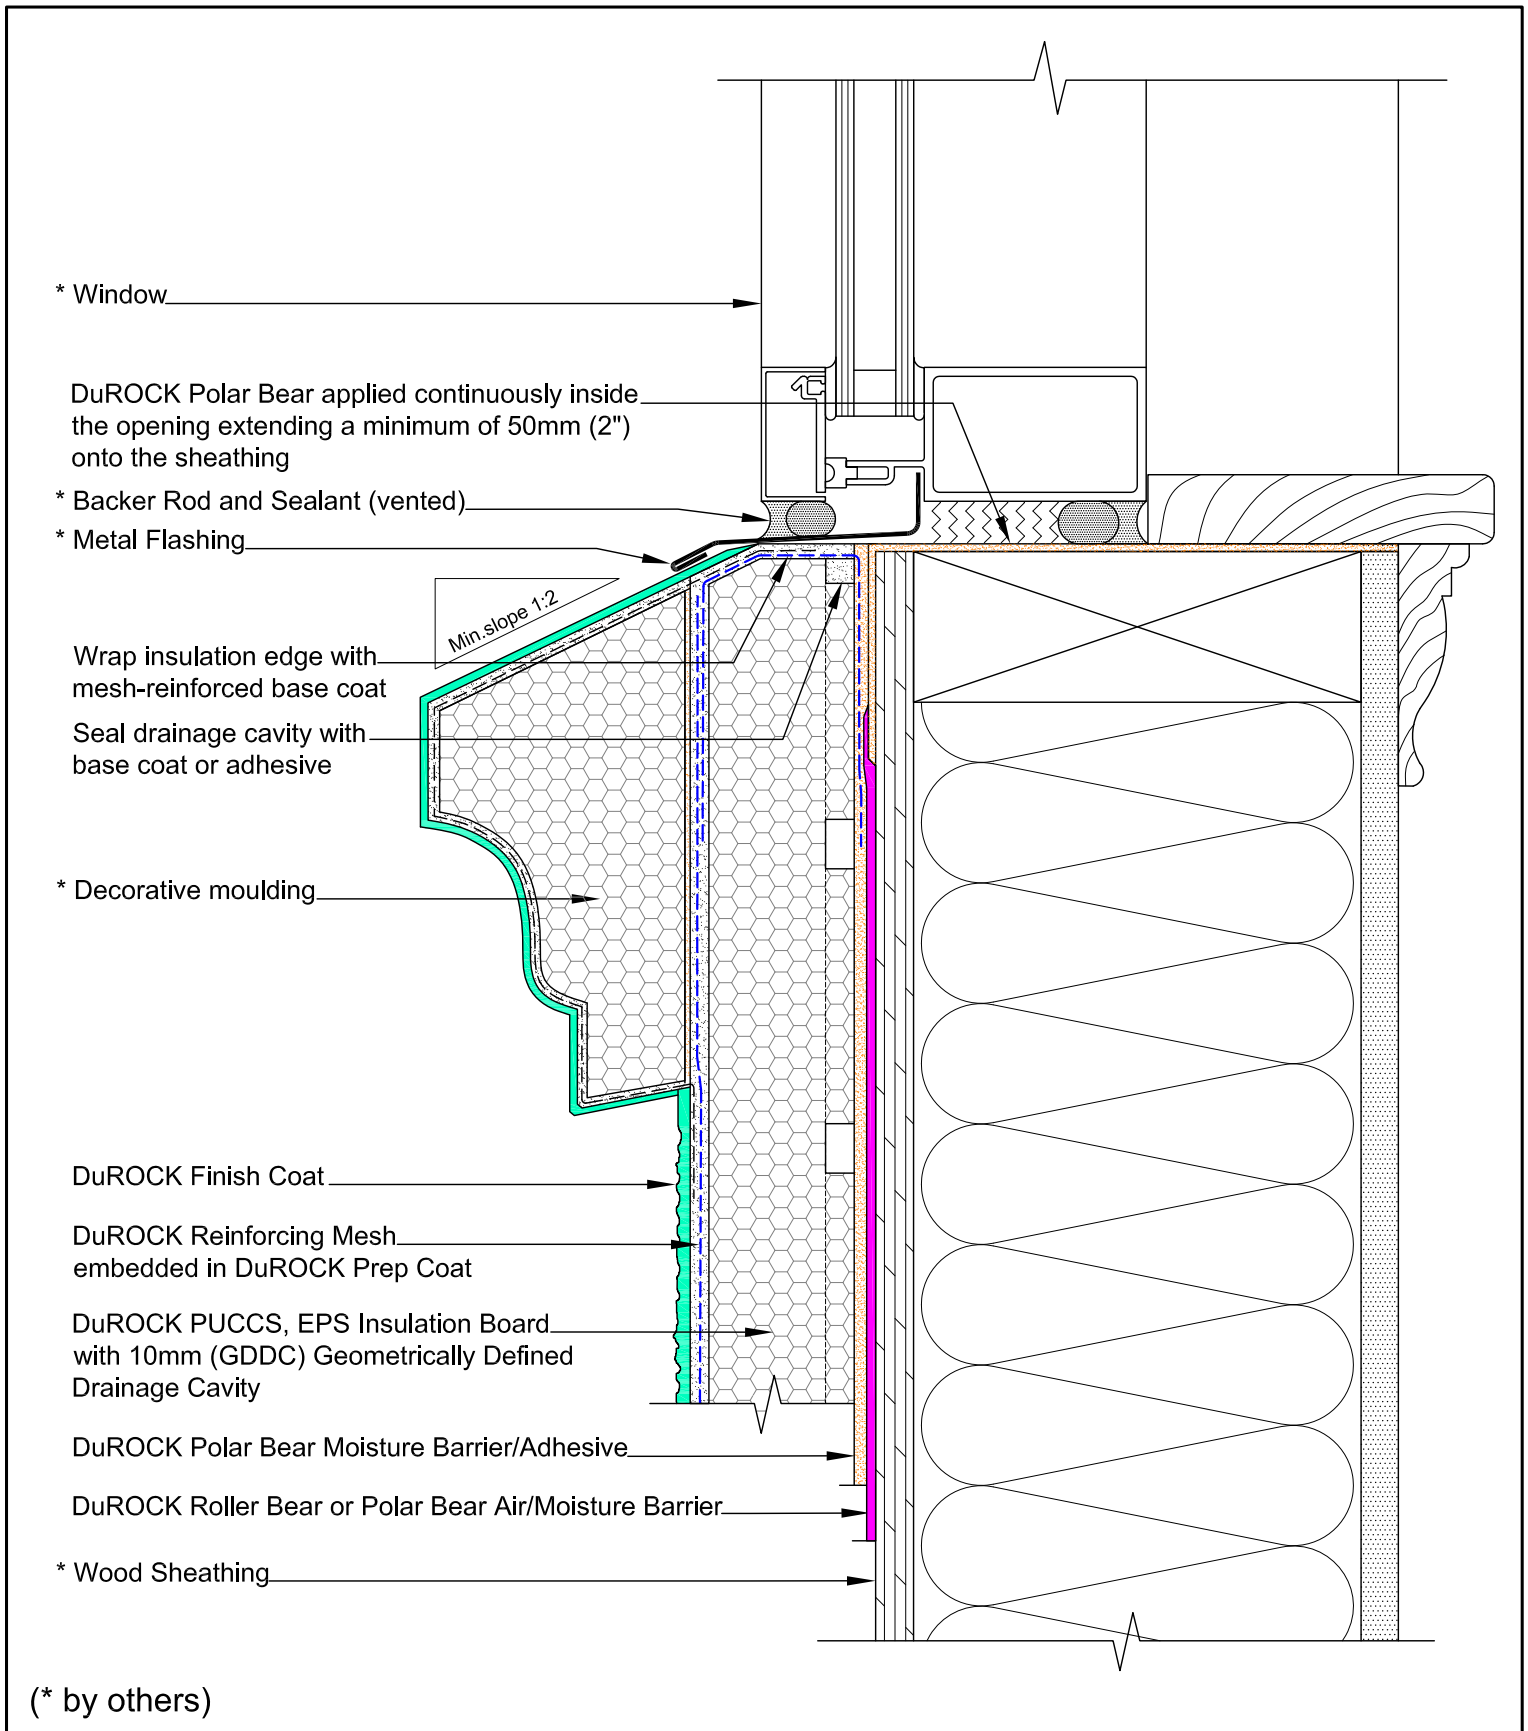 * Window
DuROCK Polar Bear applied continuously inside
the opening extending a minimum of 50mm (2")
onto the sheathing
* Backer Rod and Sealant (vented)
* Metal Flashing
Min.slope 1:2
Wrap insulation edge with
mesh-reinforced base coat
Seal drainage cavity with
base coat or adhesive
* Decorative moulding
DuROCK Finish Coat
DuROCK Reinforcing Mesh
embedded in DuROCK Prep Coat
DuROCK PUCCS, EPS Insulation Board
with 10mm (GDDC) Geometrically Defined
Drainage Cavity
DuROCK Polar Bear Moisture Barrier/Adhesive
DuROCK Roller Bear or Polar Bear Air/Moisture Barrier
* Wood Sheathing
(* by others)